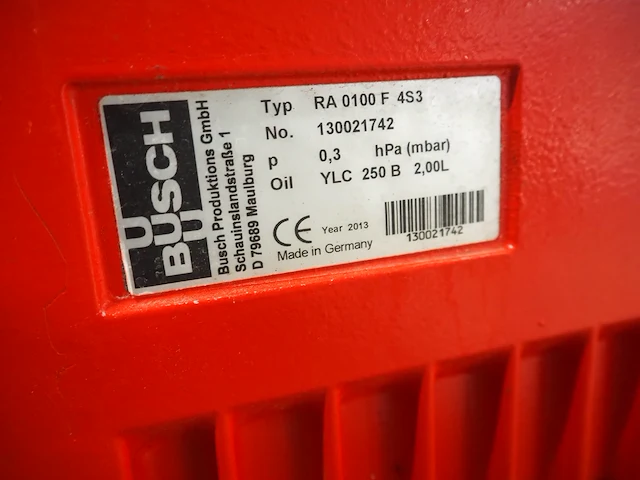 BUSCH
Busch Produktions GmbH
Schauinslandstraße 1
D 79689 Maulburg
Typ RA 0100 F 4S3
No. 130021742
p 0,3 hPa (mbar)
Oil YLC 250 B 2,00L
CE Year 2013
Made in Germany
130021742